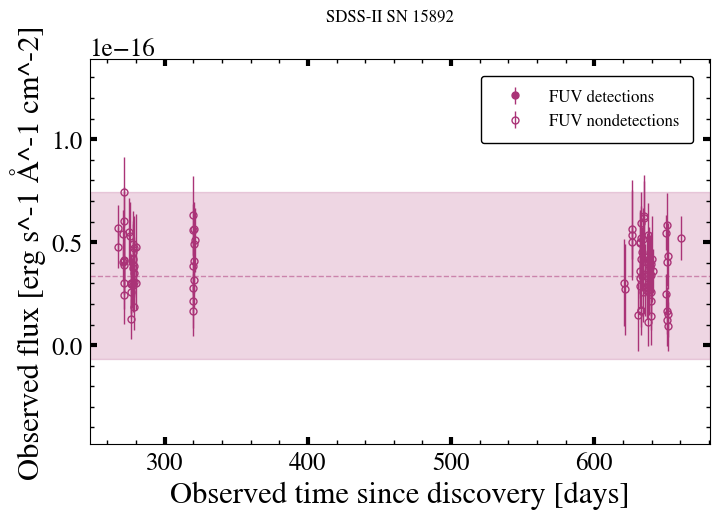 SDSS-II SN 15892
1e−16
FUV detections
FUV nondetections
1.0
0.5
0.0
Observed flux [erg s^-1 Å^-1 cm^-2]
300
400
500
600
Observed time since discovery [days]